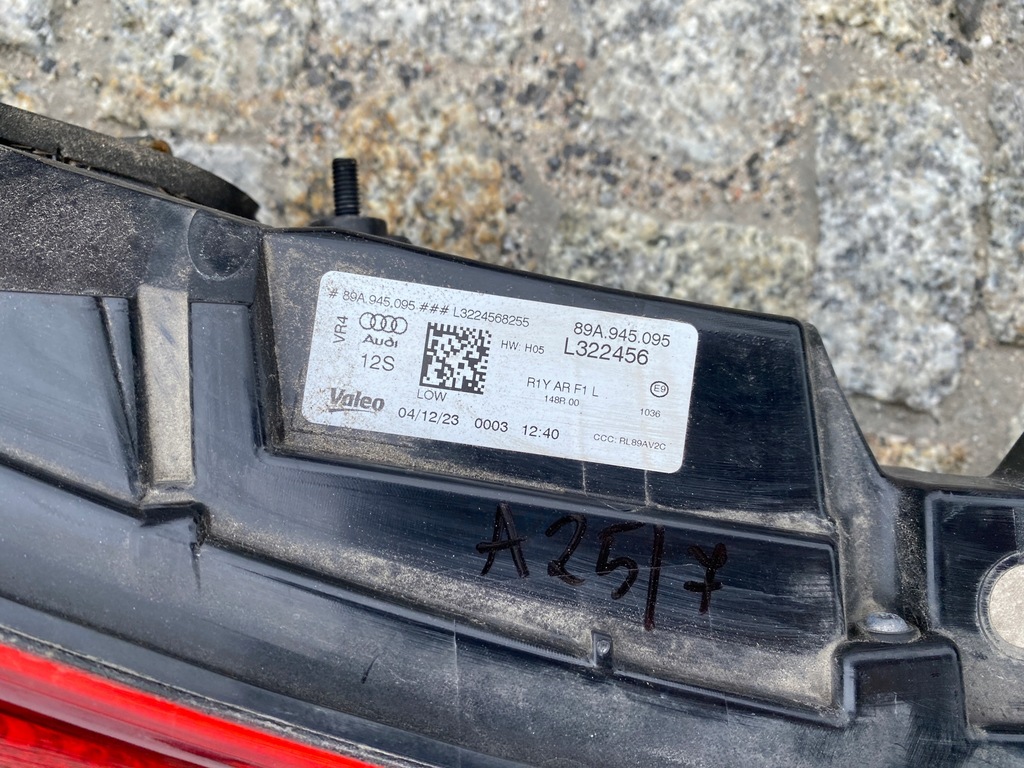 # 89A.945.095 ### L3224568255
VR4
Audi
12S
HW: H05
89A.945.095
L322456
R1Y AR F1 L
148R 00
E9
1036
LOW
Valeo
04/12/23 0003 12:40
CCC: RL89AV2C
A25/7